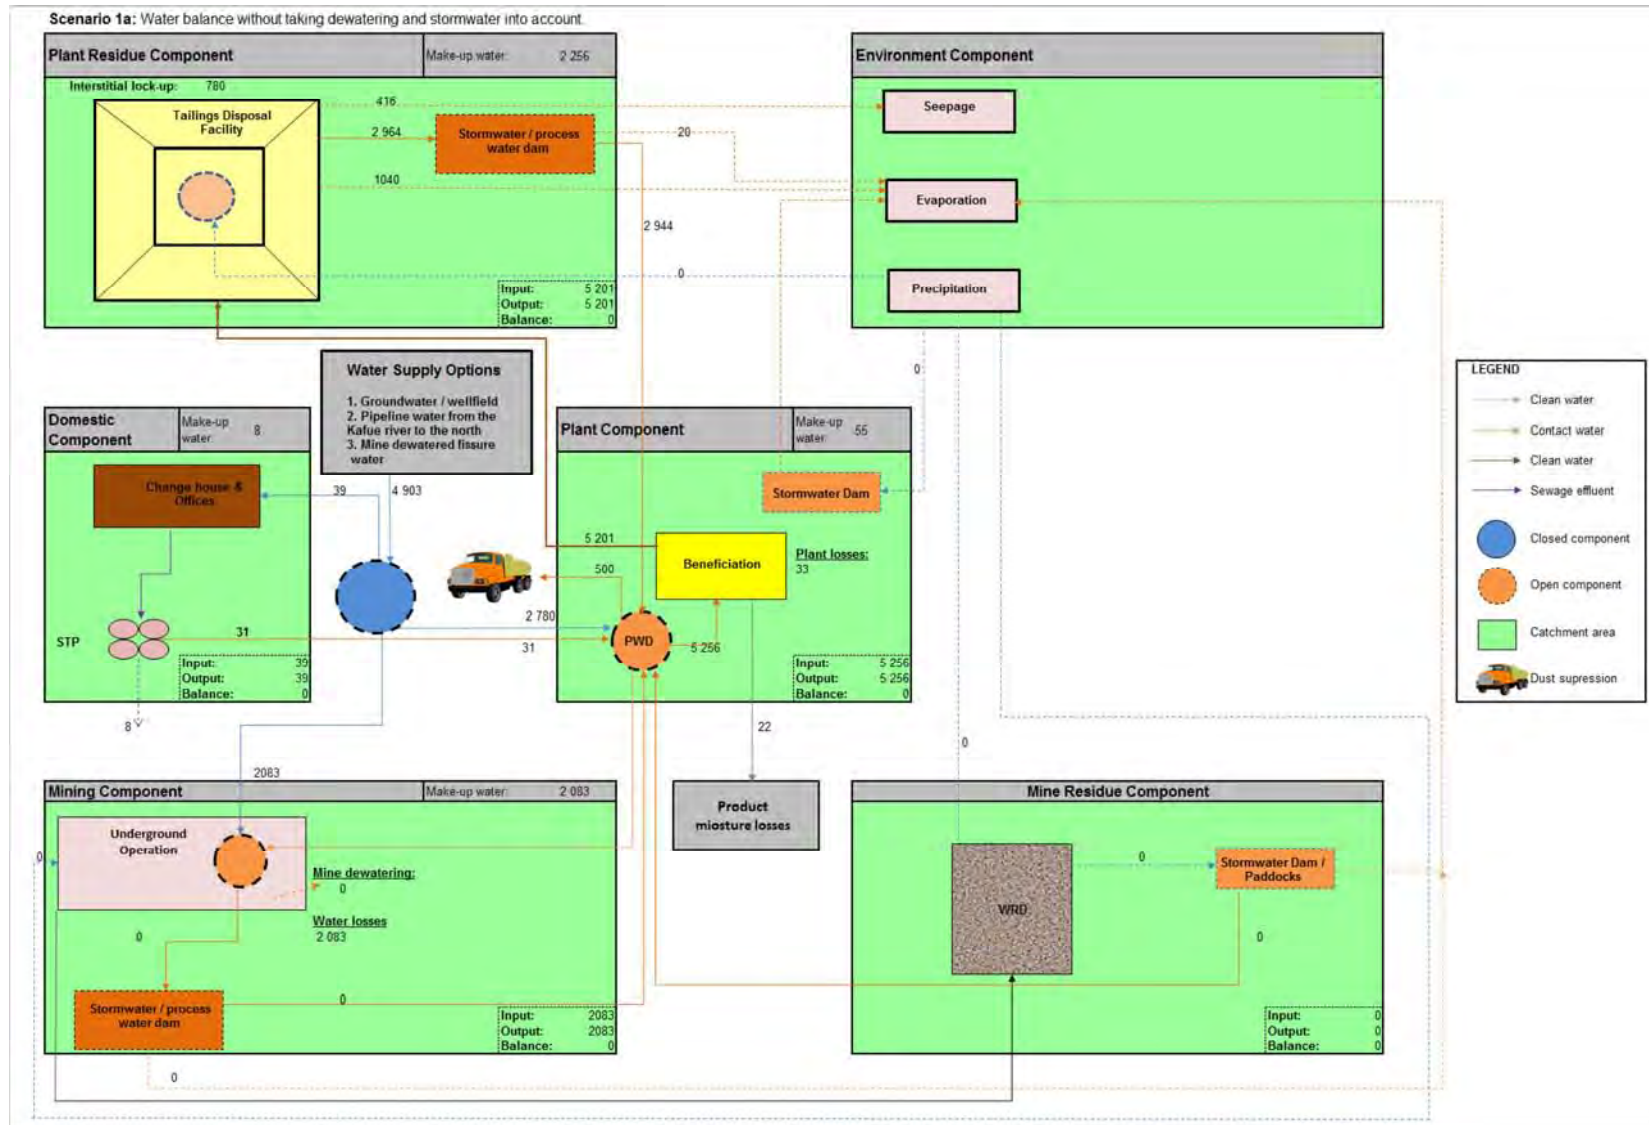 Scenario 1a: Water balance without taking dewatering and stormwater into account
Plant Residue Component
Make-up water: 2 256
Interstitial lock-up: 780
Tailings Disposal
Facility
416
2 964
1040
Stormwater / process
water dam
20
2 944
0
Input: 5 201
Output: 5 201
Balance: 0
Environment Component
Seepage
Evaporation
Precipitation
0
Water Supply Options
1. Groundwater / wellfield
2. Pipeline water from the
Kafue river to the north
3. Mine dewatered fissure
water
39
4 903
Domestic
Component
Make-up
water: 8
Change house &
Offices
STP
31
Input: 39
Output: 39
Balance: 0
8
Plant Component
Make-up
water: 55
Stormwater Dam
5 201
Beneficiation
Plant losses:
33
500
2 780
31
PWD
5 256
Input: 5 256
Output: 5 256
Balance: 0
22
0
2083
LEGEND
Clean water
Contact water
Clean water
Sewage effluent
Closed component
Open component
Catchment area
Dust supression
Mining Component
Make-up water: 2 083
Underground
Operation
0
Mine dewatering:
0
Water losses
2 083
0
Stormwater / process
water dam
0
Input: 2083
Output: 2083
Balance: 0
0
Product
miosture losses
Mine Residue Component
WRD
0
Stormwater Dam /
Paddocks
0
Input: 0
Output: 0
Balance: 0